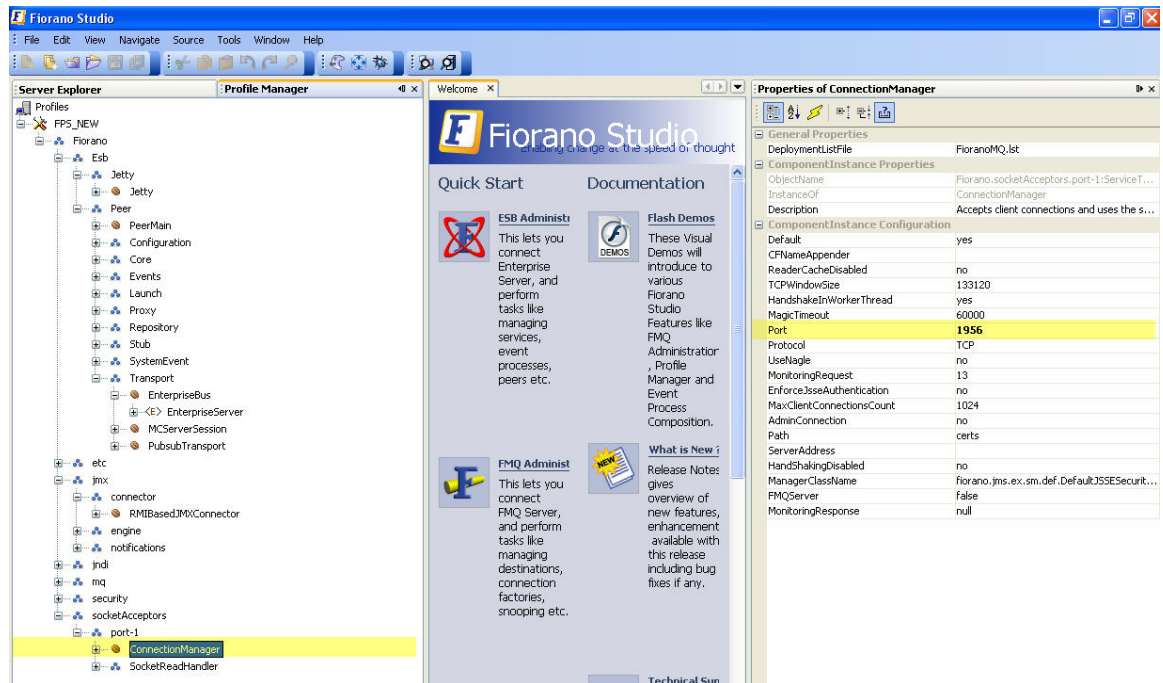 Fiorano Studio
File Edit View Navigate Source Tools Window Help
Server Explorer
Profile Manager
Profiles
FPS_NEW
Fiorano
Esb
Jetty
Jetty
Peer
PeerMain
Configuration
Core
Events
Launch
Proxy
Repository
Stub
SystemEvent
Transport
EnterpriseBus
<E> EnterpriseServer
MCServerSession
PubsubTransport
etc
jmx
connector
RMIBasedJMXConnector
engine
notifications
jndi
mq
security
socketAcceptors
port-1
ConnectionManager
SocketReadHandler
Welcome
Fiorano Studio
Enabling change at the speed of thought
Quick Start
ESB Administ
This lets you
connect
Enterprise
Server, and
perform
tasks like
managing
services,
event
processes,
peers etc.
FMQ Administ
This lets you
connect
FMQ Server,
and perform
tasks like
managing
destinations,
connection
factories,
snooping etc.
Documentation
DEMOS
Flash Demos
These Visual
Demos will
introduce to
various
Fiorano
Studio
Features like
FMQ
Administrator
, Profile
Manager and
Event
Process
Composition.
NEW
What is New ?
Release Notes
gives
overview of
new features,
enhancement
available with
this release
including bug
fixes if any.
Technical Sup
Properties of ConnectionManager
General Properties
DeploymentListFile FioranoMQ.lst
ComponentInstance Properties
ObjectName Fiorano.socketAcceptors.port-1:ServiceT...
InstanceOf ConnectionManager
Description Accepts client connections and uses the s...
ComponentInstance Configuration
Default yes
CFNameAppender
ReaderCacheDisabled no
TCPWindowSize 133120
HandshakeInWorkerThread yes
MagicTimeout 60000
Port 1956
Protocol TCP
UseNagle no
MonitoringRequest 13
EnforceJsseAuthentication no
MaxClientConnectionsCount 1024
AdminConnection no
Path certs
ServerAddress
HandShakingDisabled no
ManagerClassName fiorano.jms.ex.sm.def.DefaultJSSESecurit...
FMQServer false
MonitoringResponse null